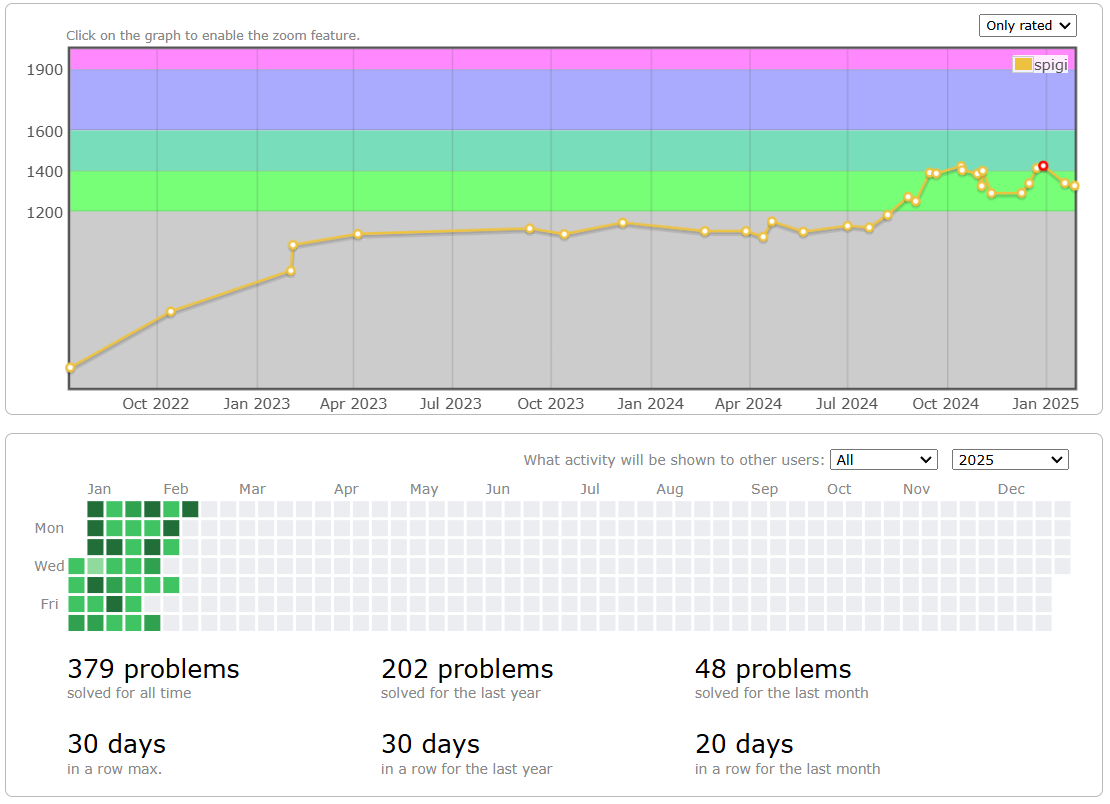 Click on the graph to enable the zoom feature.
Only rated
spigi
1900
1600
1400
1200
Oct 2022 Jan 2023 Apr 2023 Jul 2023 Oct 2023 Jan 2024 Apr 2024 Jul 2024 Oct 2024 Jan 2025
What activity will be shown to other users: All 2025
Jan Feb Mar Apr May Jun Jul Aug Sep Oct Nov Dec
Mon
Wed
Fri
379 problems 202 problems 48 problems
solved for all time solved for the last year solved for the last month
30 days 30 days 20 days
in a row max. in a row for the last year in a row for the last month